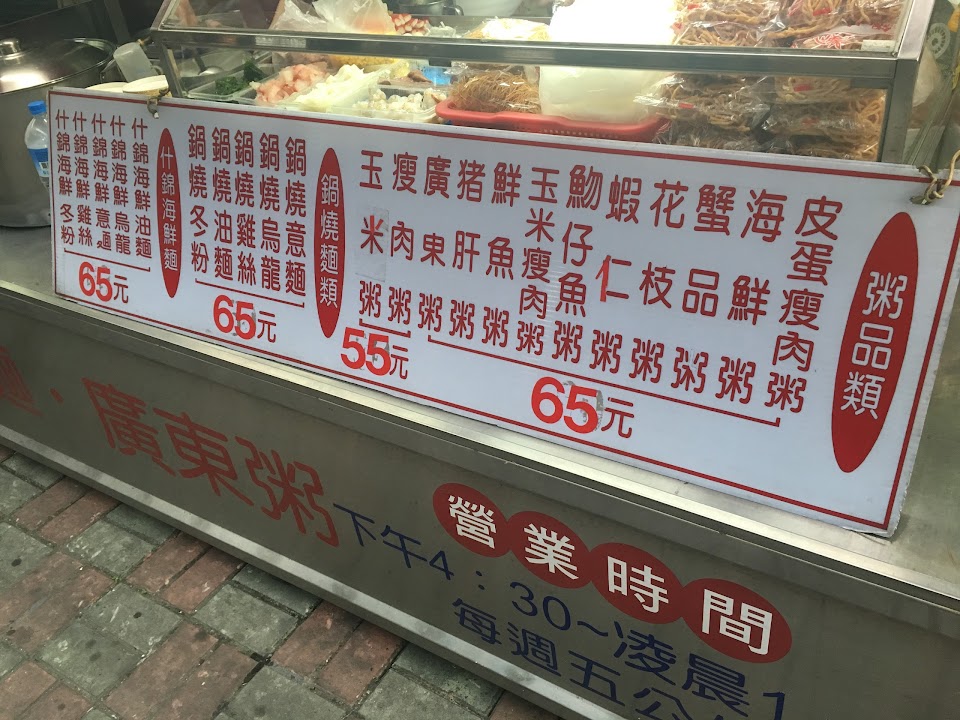 粥品類
皮蛋瘦肉粥
海鮮粥
蟹品粥
花枝粥
蝦仁粥
魩仔魚粥
玉米瘦肉粥
鮮魚粥
猪肝粥
廣東粥
65元
瘦肉粥
玉米粥
55元
鍋燒麵類
鍋燒意麵
鍋燒烏龍
鍋燒雞絲
鍋燒油麵
鍋燒冬粉
65元
什錦海鮮麵
什錦海鮮油麵
什錦海鮮烏龍
什錦海鮮意麵
什錦海鮮雞絲
什錦海鮮冬粉
65元
・廣東粥
營業時間
下午4：30~凌晨1
每週五公